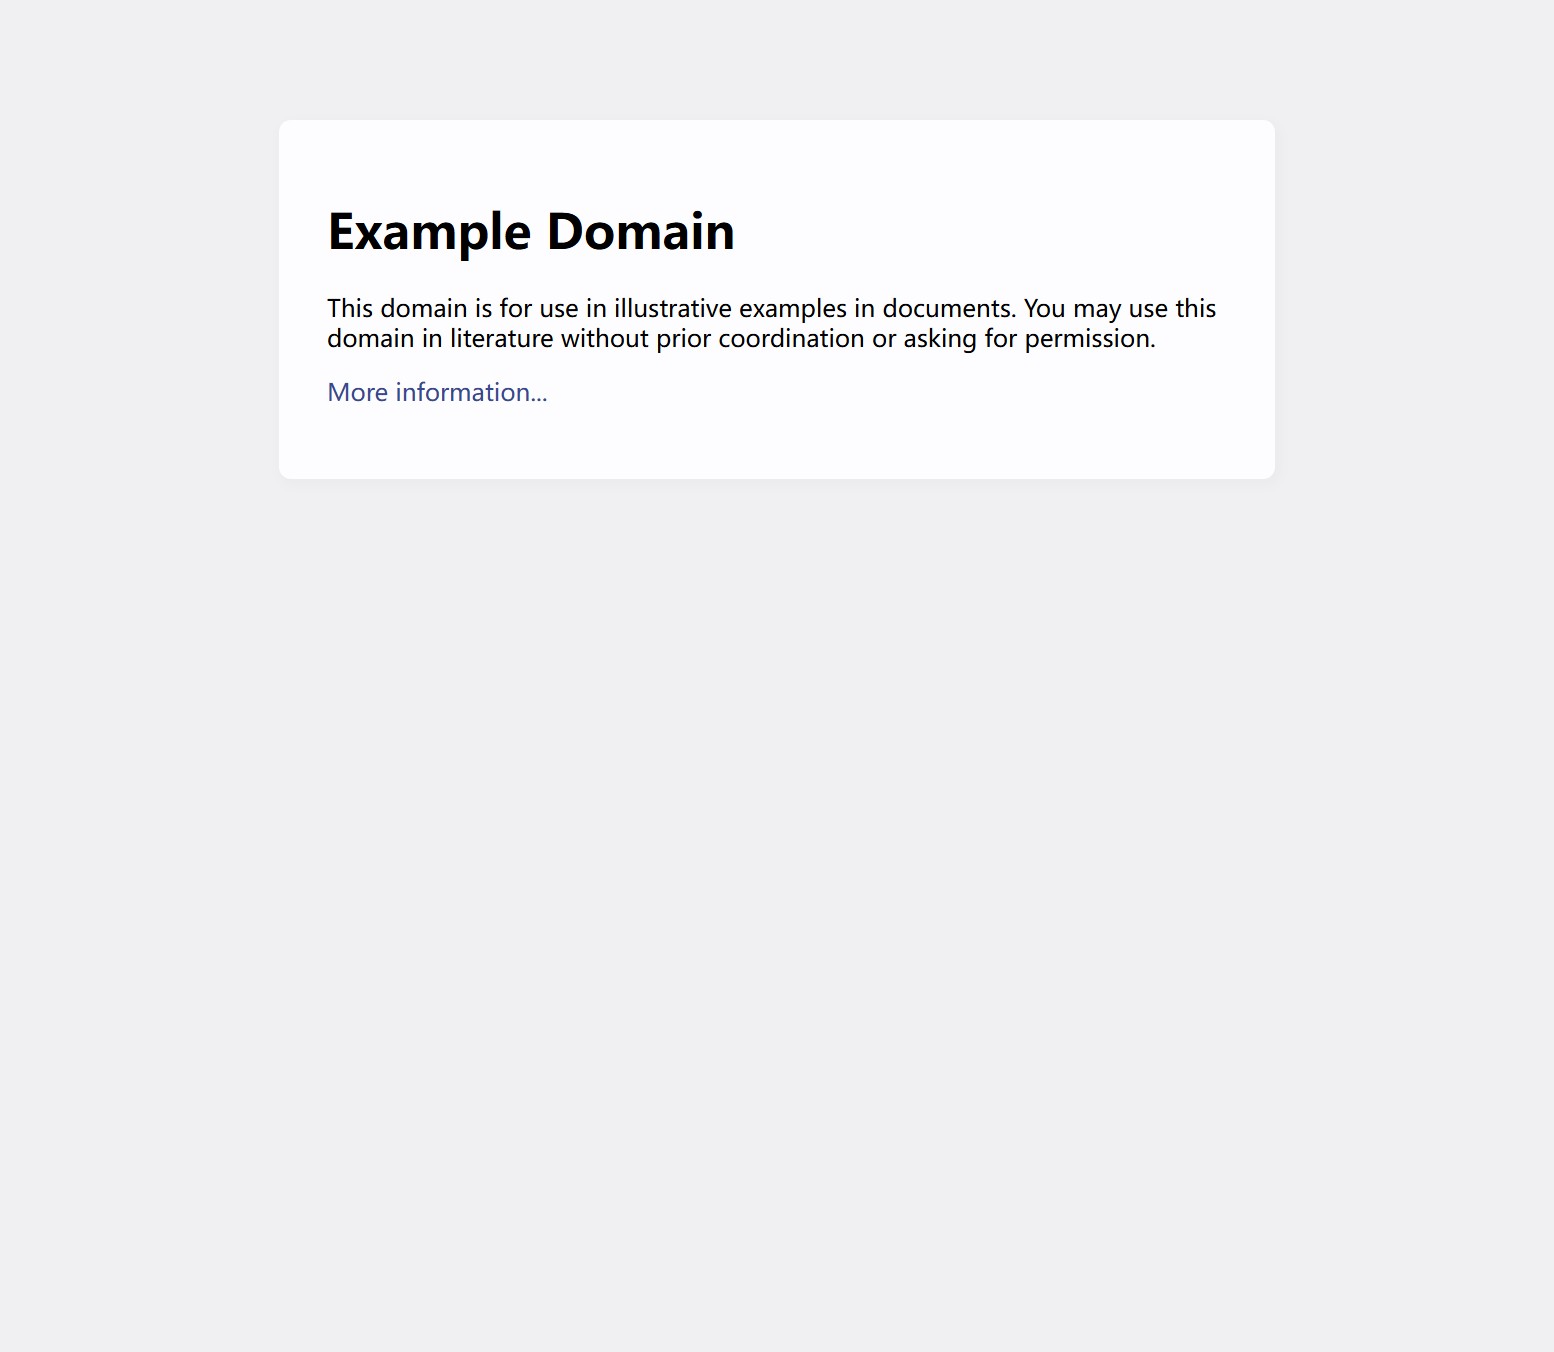 Example Domain
This domain is for use in illustrative examples in documents. You may use this
domain in literature without prior coordination or asking for permission.
More information...